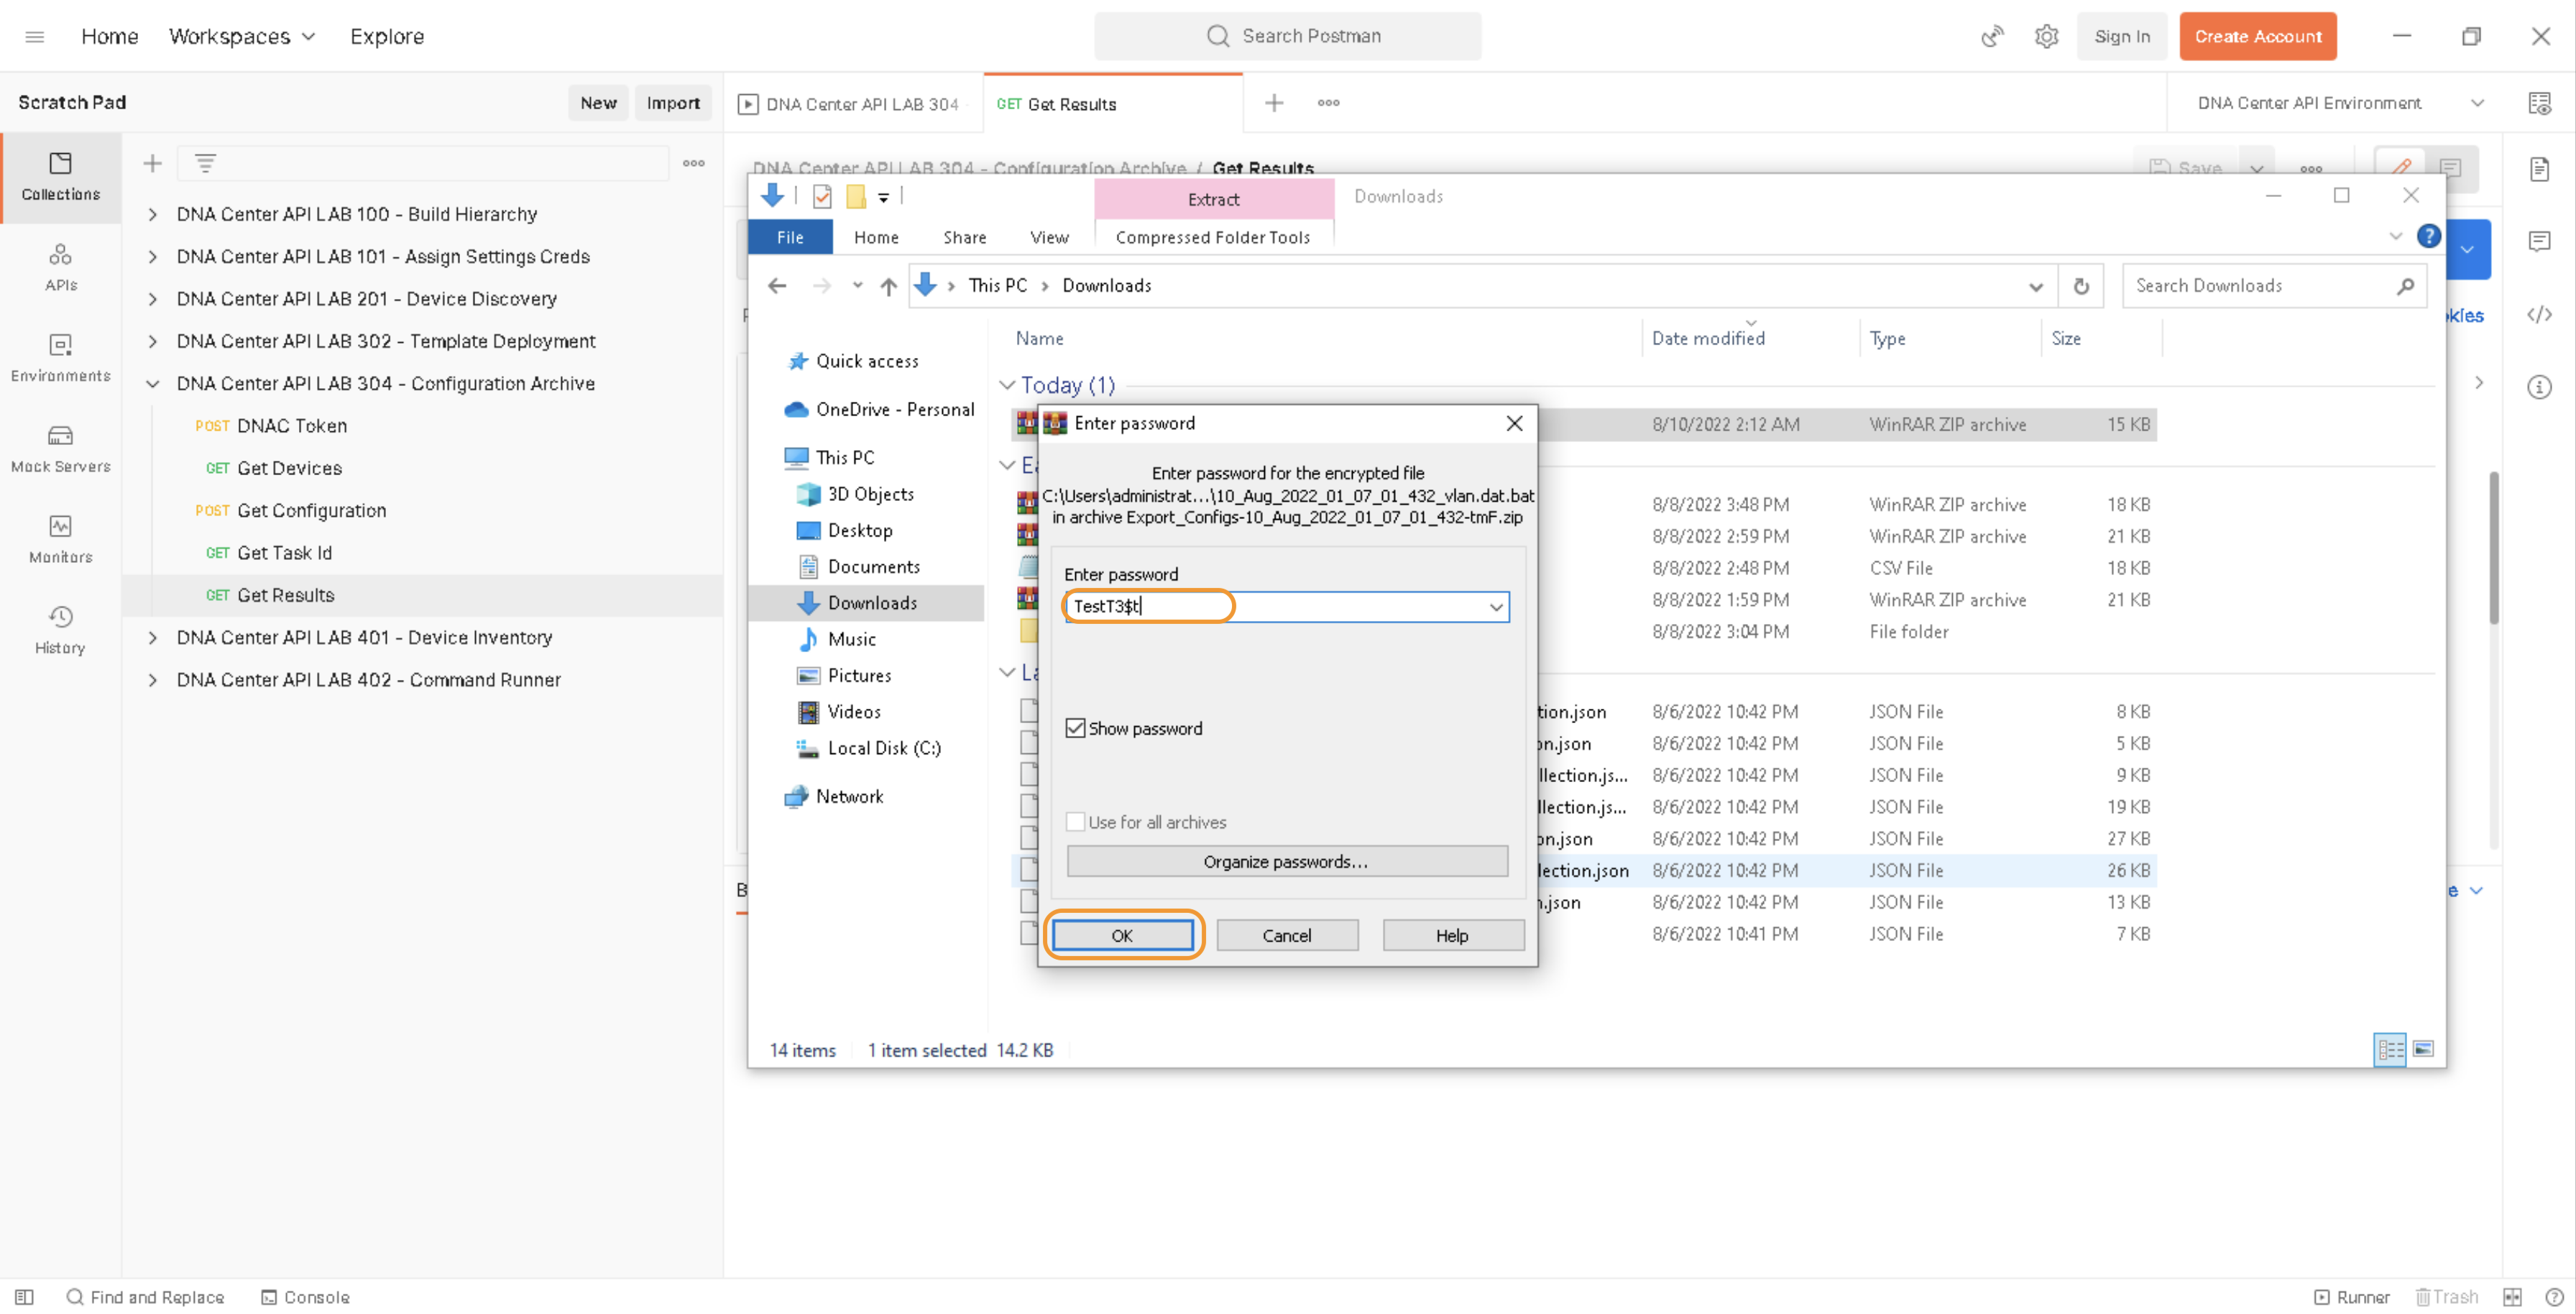 Home Workspaces Explore
Search Postman
Sign In Create Account
Scratch Pad
New Import
DNA Center API LAB 304
GET Get Results
DNA Center API Environment
DNA Center API LAB 304 - Configuration Archive / Get Results
Save
Collections
APIs
Environments
Mock Servers
Monitors
History
DNA Center API LAB 100 - Build Hierarchy
DNA Center API LAB 101 - Assign Settings Creds
DNA Center API LAB 201 - Device Discovery
DNA Center API LAB 302 - Template Deployment
DNA Center API LAB 304 - Configuration Archive
POST DNAC Token
GET Get Devices
POST Get Configuration
GET Get Task Id
GET Get Results
DNA Center API LAB 401 - Device Inventory
DNA Center API LAB 402 - Command Runner
Extract Downloads
File Home Share View Compressed Folder Tools
This PC > Downloads
Search Downloads
kies
Name Date modified Type Size
Quick access
OneDrive - Personal
This PC
3D Objects
Desktop
Documents
Downloads
Music
Pictures
Videos
Local Disk (C:)
Network
Today (1)
8/10/2022 2:12 AM WinRAR ZIP archive 15 KB
8/8/2022 3:48 PM WinRAR ZIP archive 18 KB
8/8/2022 2:59 PM WinRAR ZIP archive 21 KB
8/8/2022 2:48 PM CSV File 18 KB
8/8/2022 1:59 PM WinRAR ZIP archive 21 KB
8/8/2022 3:04 PM File folder
tion.json 8/6/2022 10:42 PM JSON File 8 KB
on.json 8/6/2022 10:42 PM JSON File 5 KB
llection.js... 8/6/2022 10:42 PM JSON File 9 KB
llection.js... 8/6/2022 10:42 PM JSON File 19 KB
on.json 8/6/2022 10:42 PM JSON File 27 KB
lection.json 8/6/2022 10:42 PM JSON File 26 KB
n.json 8/6/2022 10:42 PM JSON File 13 KB
8/6/2022 10:41 PM JSON File 7 KB
Enter password
Enter password for the encrypted file
C:\Users\administrat...\10_Aug_2022_01_07_01_432_vlan.dat.bat
in archive Export_Configs-10_Aug_2022_01_07_01_432-tmF.zip
Enter password
TestT3$t
Show password
Use for all archives
Organize passwords...
OK Cancel Help
14 items 1 item selected 14.2 KB
Find and Replace Console
Runner Trash